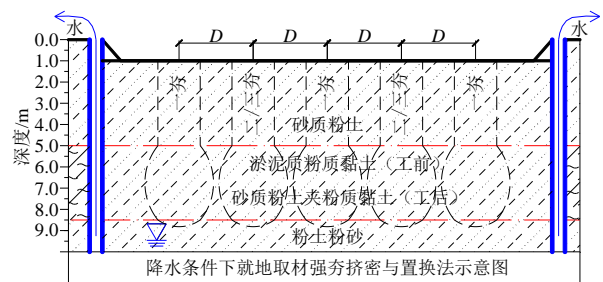 水
D
D
D
D
水
0.0
1.0
2.0
3.0
4.0
5.0
6.0
7.0
8.0
9.0
深度/m
一夯
二/三夯
一夯
二/三夯
一夯
砂质粉土
淤泥质粉质黏土（工前）
砂质粉土夹粉质黏土（工后）
粉土粉砂
降水条件下就地取材强夯挤密与置换法示意图